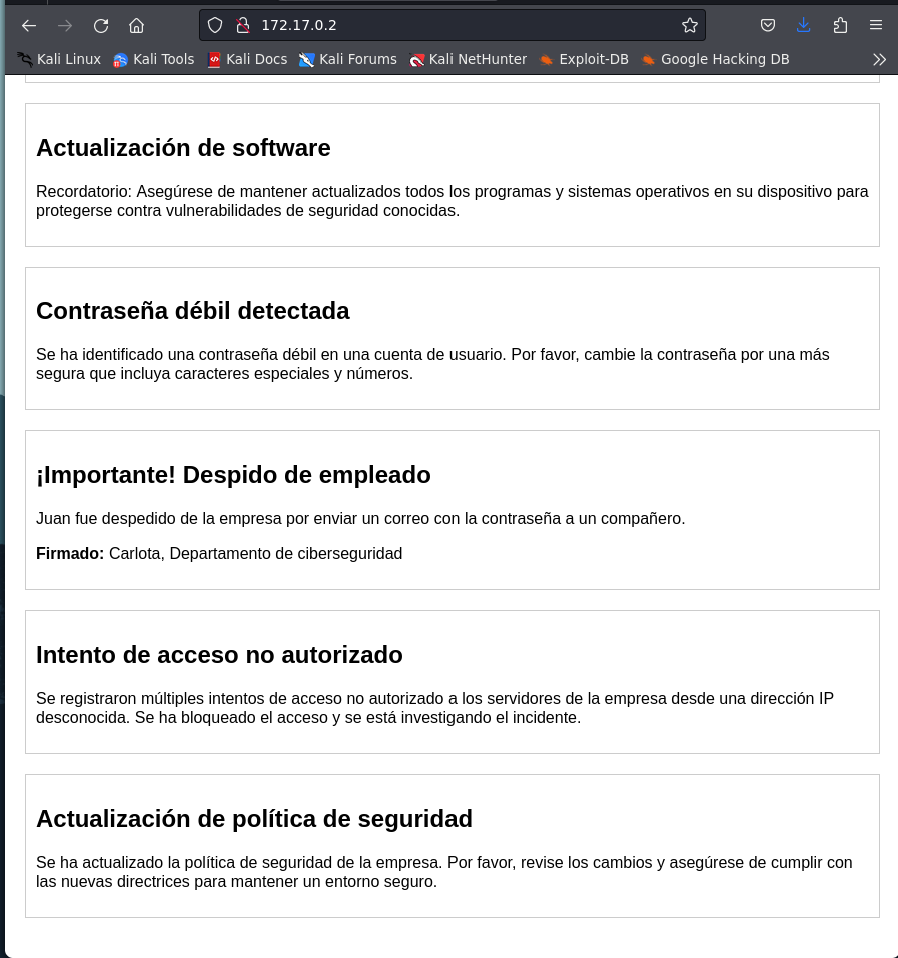 172.17.0.2
Kali Linux Kali Tools Kali Docs Kali Forums Kali NetHunter Exploit-DB Google Hacking DB
Actualización de software
Recordatorio: Asegúrese de mantener actualizados todos los programas y sistemas operativos en su dispositivo para
protegerse contra vulnerabilidades de seguridad conocidas.
Contraseña débil detectada
Se ha identificado una contraseña débil en una cuenta de usuario. Por favor, cambie la contraseña por una más
segura que incluya caracteres especiales y números.
¡Importante! Despido de empleado
Juan fue despedido de la empresa por enviar un correo con la contraseña a un compañero.
Firmado: Carlota, Departamento de ciberseguridad
Intento de acceso no autorizado
Se registraron múltiples intentos de acceso no autorizado a los servidores de la empresa desde una dirección IP
desconocida. Se ha bloqueado el acceso y se está investigando el incidente.
Actualización de política de seguridad
Se ha actualizado la política de seguridad de la empresa. Por favor, revise los cambios y asegúrese de cumplir con
las nuevas directrices para mantener un entorno seguro.